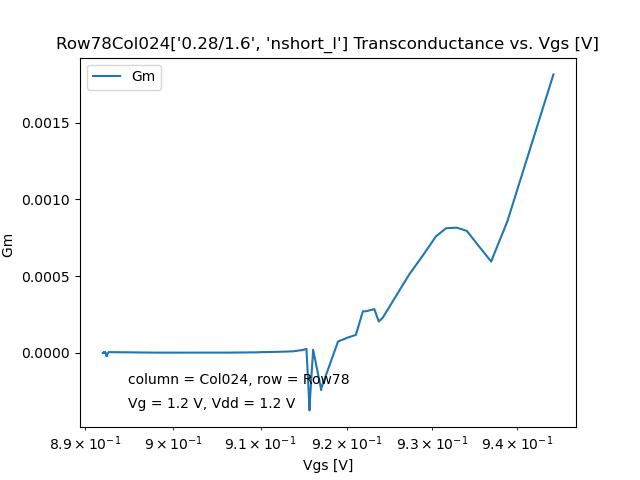 Row78Col024['0.28/1.6', 'nshort_l'] Transconductance vs. Vgs [V]
Gm
0.0015
0.0010
0.0005
0.0000
Gm
column = Col024, row = Row78
Vg = 1.2 V, Vdd = 1.2 V
8.9 × 10⁻¹ 9 × 10⁻¹ 9.1 × 10⁻¹ 9.2 × 10⁻¹ 9.3 × 10⁻¹ 9.4 × 10⁻¹
Vgs [V]